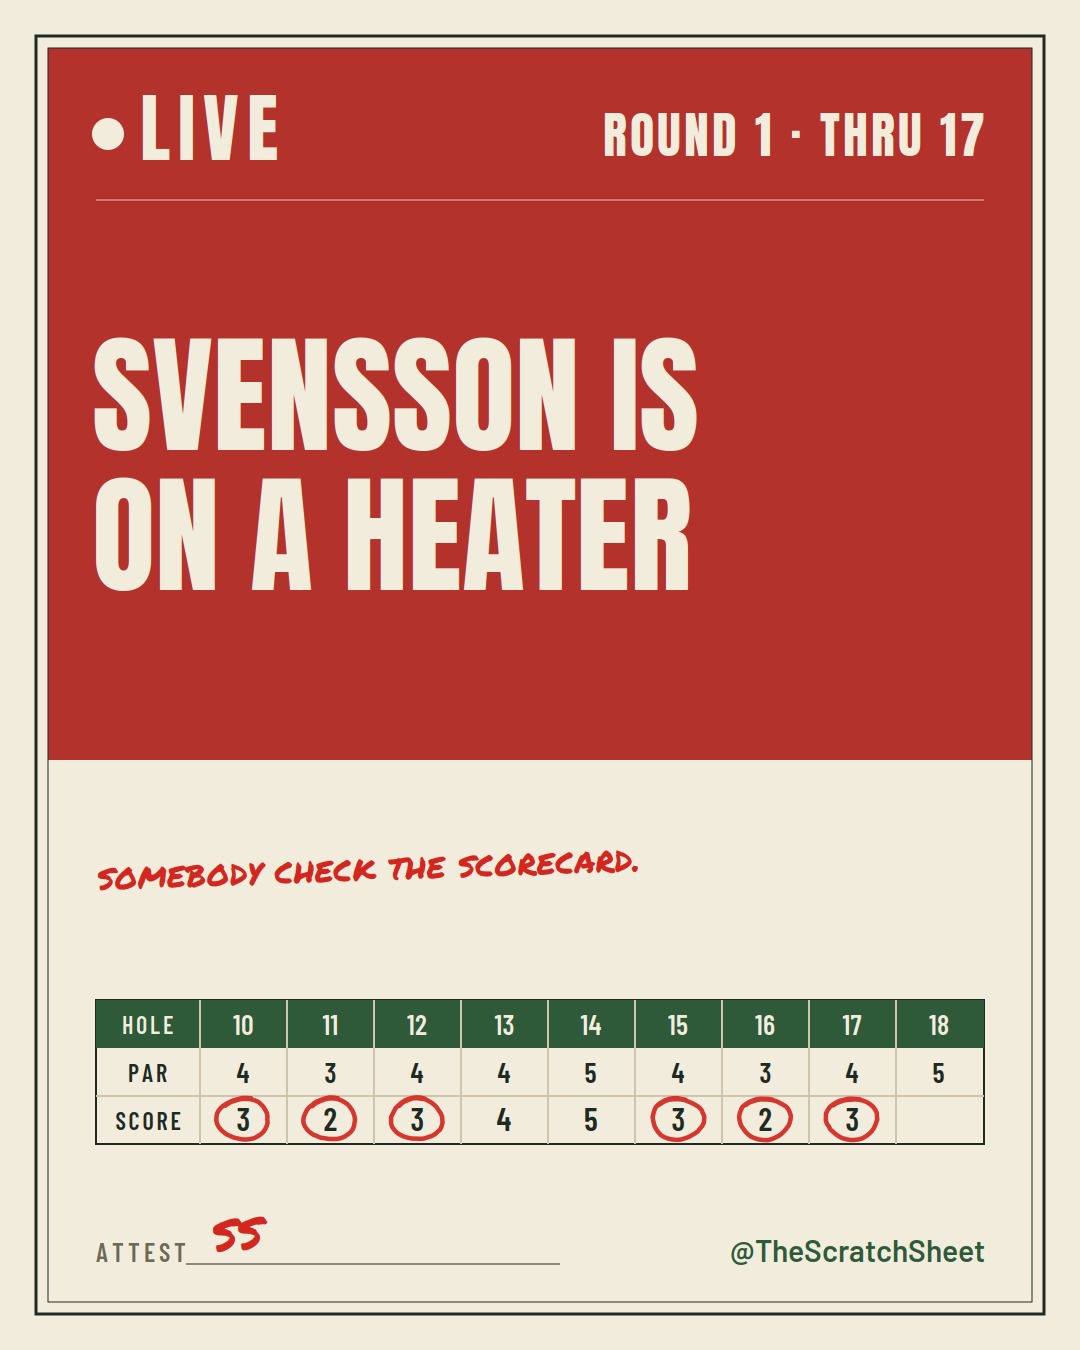 LIVE
ROUND 1 · THRU 17
SVENSSON IS
ON A HEATER
SOMEBODY CHECK THE SCORECARD.
HOLE 10 11 12 13 14 15 16 17 18
PAR 4 3 4 4 5 4 3 4 5
SCORE 3 2 3 4 5 3 2 3
ATTEST SS
@TheScratchSheet